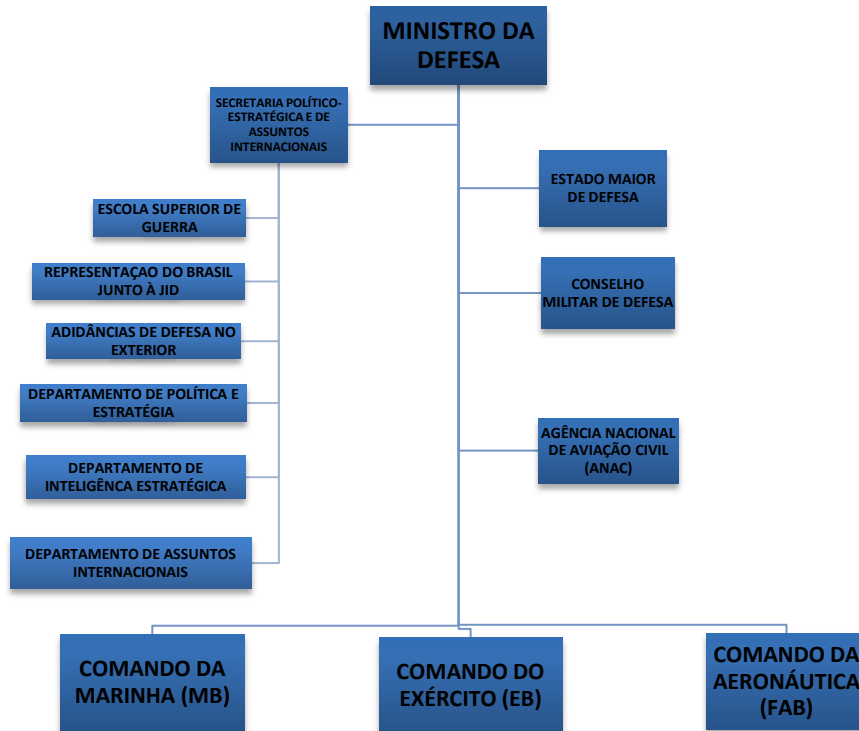 MINISTRO DA
DEFESA
SECRETARIA POLÍTICO-
ESTRATÉGICA E DE
ASSUNTOS
INTERNACIONAIS
ESTADO MAIOR
DE DEFESA
ESCOLA SUPERIOR DE
GUERRA
REPRESENTAÇAO DO BRASIL
JUNTO À JID
CONSELHO
MILITAR DE DEFESA
ADIDÂNCIAS DE DEFESA NO
EXTERIOR
DEPARTAMENTO DE POLÍTICA E
ESTRATÉGIA
AGÊNCIA NACIONAL
DE AVIAÇÃO CIVIL
(ANAC)
DEPARTAMENTO DE
INTELIGÊNCA ESTRATÉGICA
DEPARTAMENTO DE ASSUNTOS
INTERNACIONAIS
COMANDO DA
MARINHA (MB)
COMANDO DO
EXÉRCITO (EB)
COMANDO DA
AERONÁUTICA
(FAB)